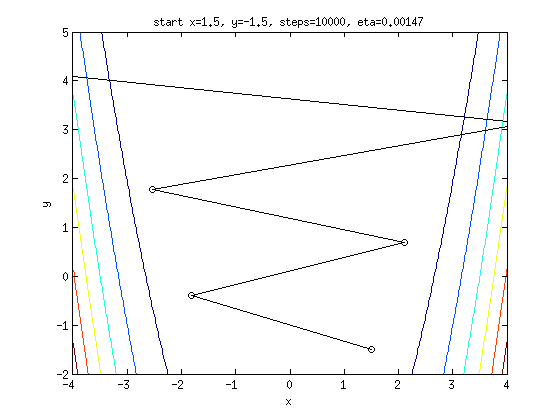 start x=1.5, y=-1.5, steps=10000, eta=0.00147
5
4
3
2
1
0
-1
-2
y
-4 -3 -2 -1 0 1 2 3 4
x